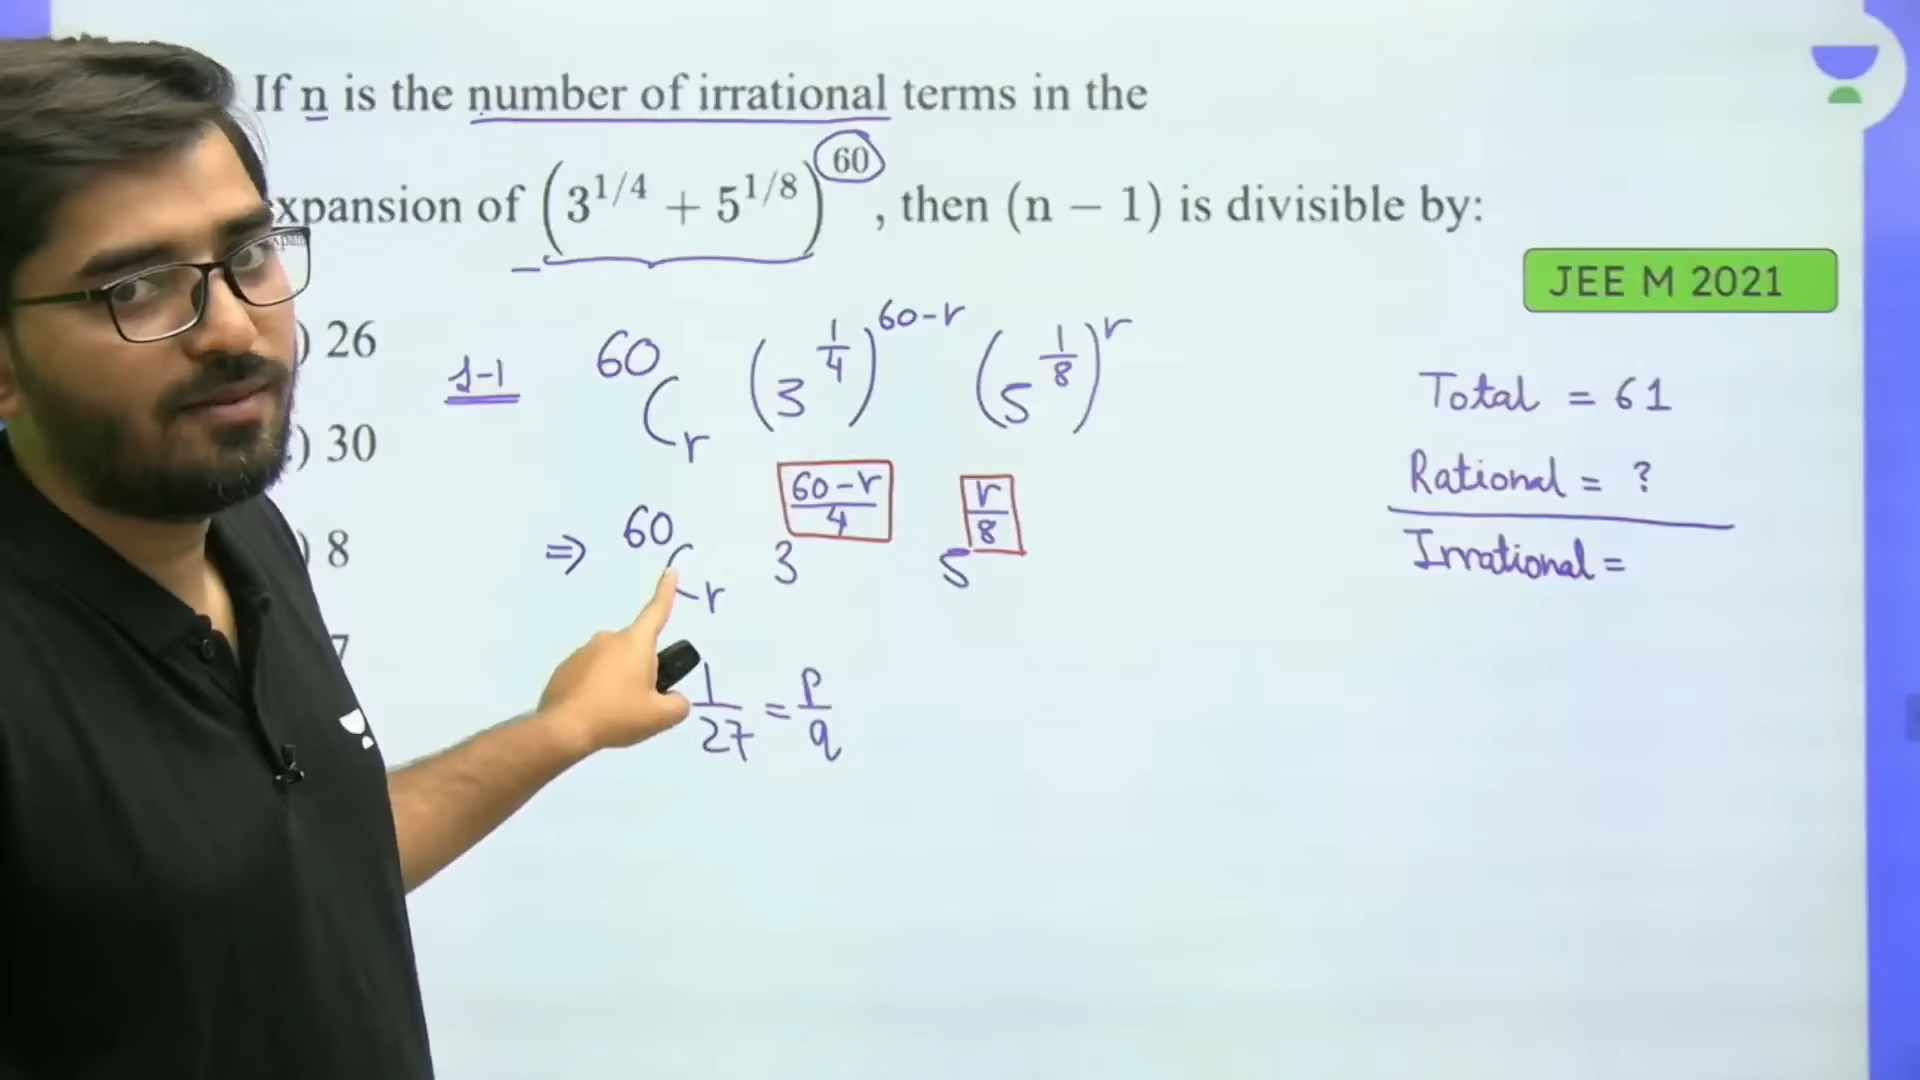 If n is the number of irrational terms in the
xpansion of (3^{1/4} + 5^{1/8})^{60}, then (n − 1) is divisible by:
JEE M 2021
) 26
) 30
) 8
7
S-1 ⁶⁰Cᵣ (3^{1/4})^{60-r} (5^{1/8})^r
⇒ ⁶⁰Cᵣ 3^{(60-r)/4} 5^{r/8}
1/27 = p/q
Total = 61
Rational = ?
Irrational =